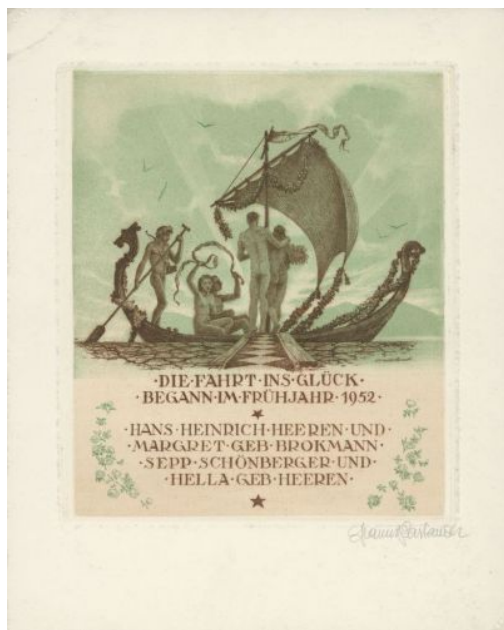 ·DIE·FAHRT·INS·GLÜCK·
·BEGANN·IM·FRÜHJAHR·1952·
·HANS·HEINRICH·HEEREN·UND·
·MARGRET·GEB·BROKMANN·
·SEPP·SCHÖNBERGER·UND·
·HELLA·GEB·HEEREN·